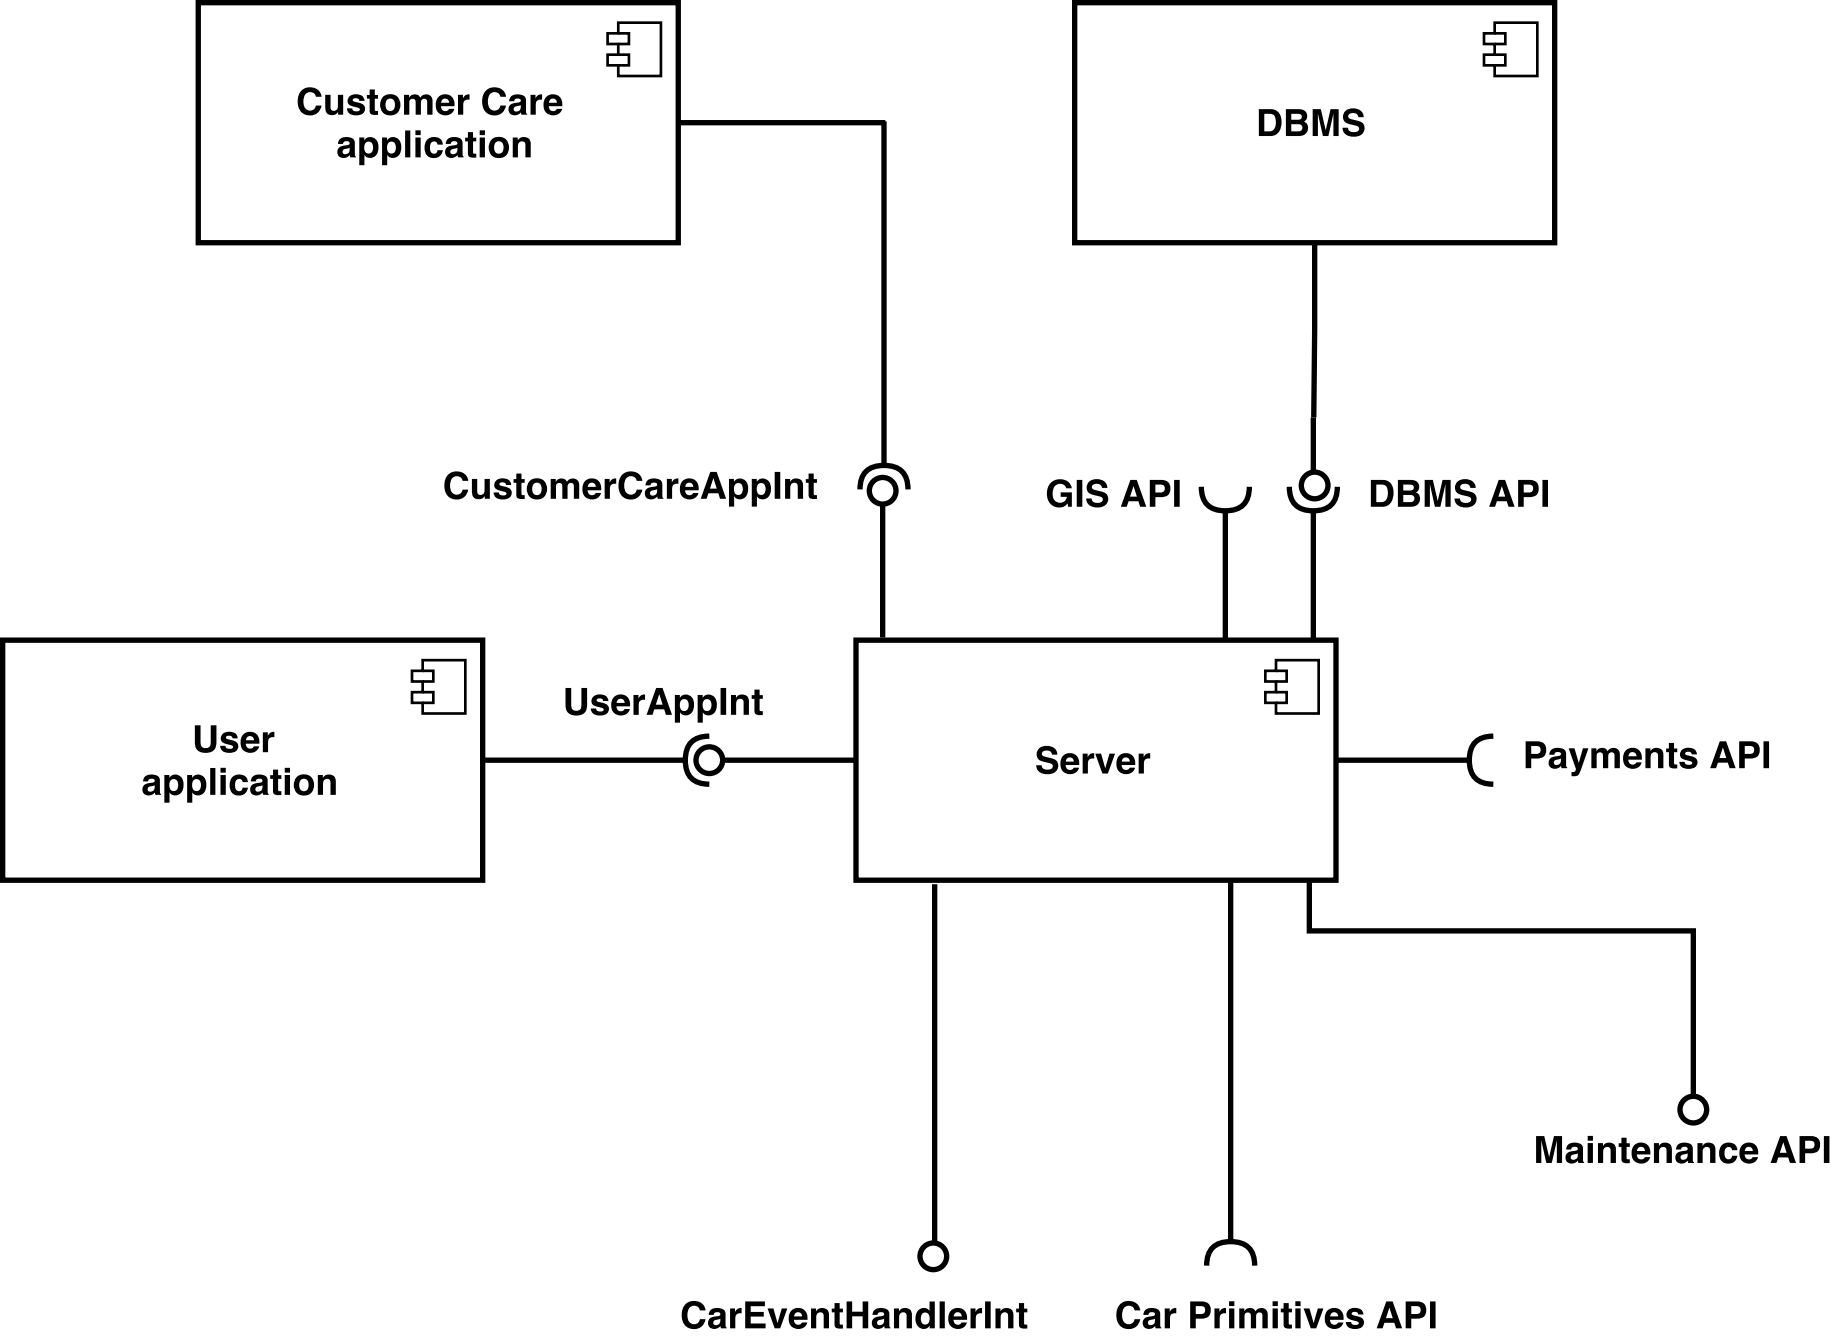 Customer Care
application
DBMS
CustomerCareAppInt
GIS API
DBMS API
User
application
UserAppInt
Server
Payments API
Maintenance API
CarEventHandlerInt
Car Primitives API